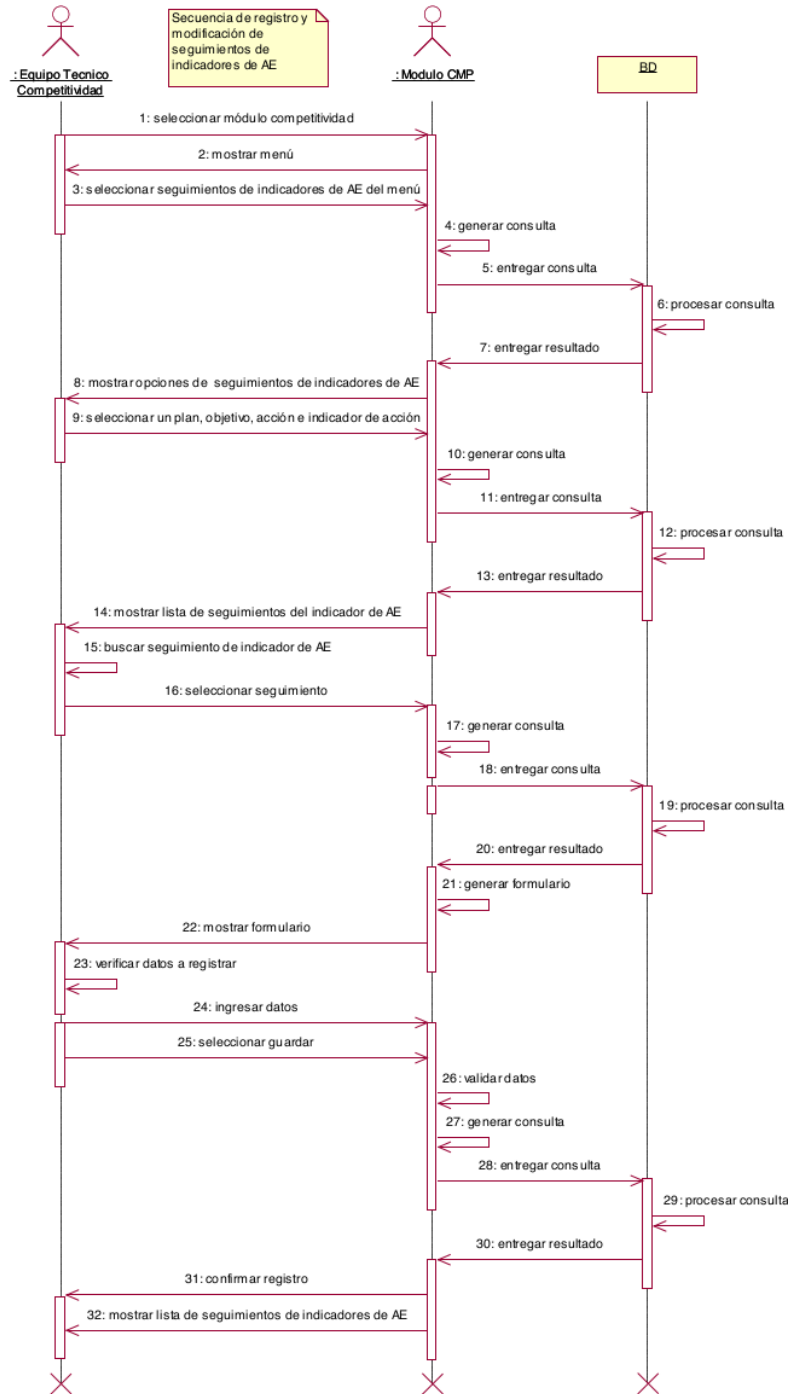 Secuencia de registro y
modificación de
seguimientos de
indicadores de AE
: Equipo Tecnico
Competitividad
: Modulo CMP
BD
1: seleccionar módulo competitividad
2: mostrar menú
3: seleccionar seguimientos de indicadores de AE del menú
4: generar consulta
5: entregar consulta
6: procesar consulta
7: entregar resultado
8: mostrar opciones de seguimientos de indicadores de AE
9: seleccionar un plan, objetivo, acción e indicador de acción
10: generar consulta
11: entregar consulta
12: procesar consulta
13: entregar resultado
14: mostrar lista de seguimientos del indicador de AE
15: buscar seguimiento de indicador de AE
16: seleccionar seguimiento
17: generar consulta
18: entregar consulta
19: procesar consulta
20: entregar resultado
21: generar formulario
22: mostrar formulario
23: verificar datos a registrar
24: ingresar datos
25: seleccionar guardar
26: validar datos
27: generar consulta
28: entregar consulta
29: procesar consulta
30: entregar resultado
31: confirmar registro
32: mostrar lista de seguimientos de indicadores de AE